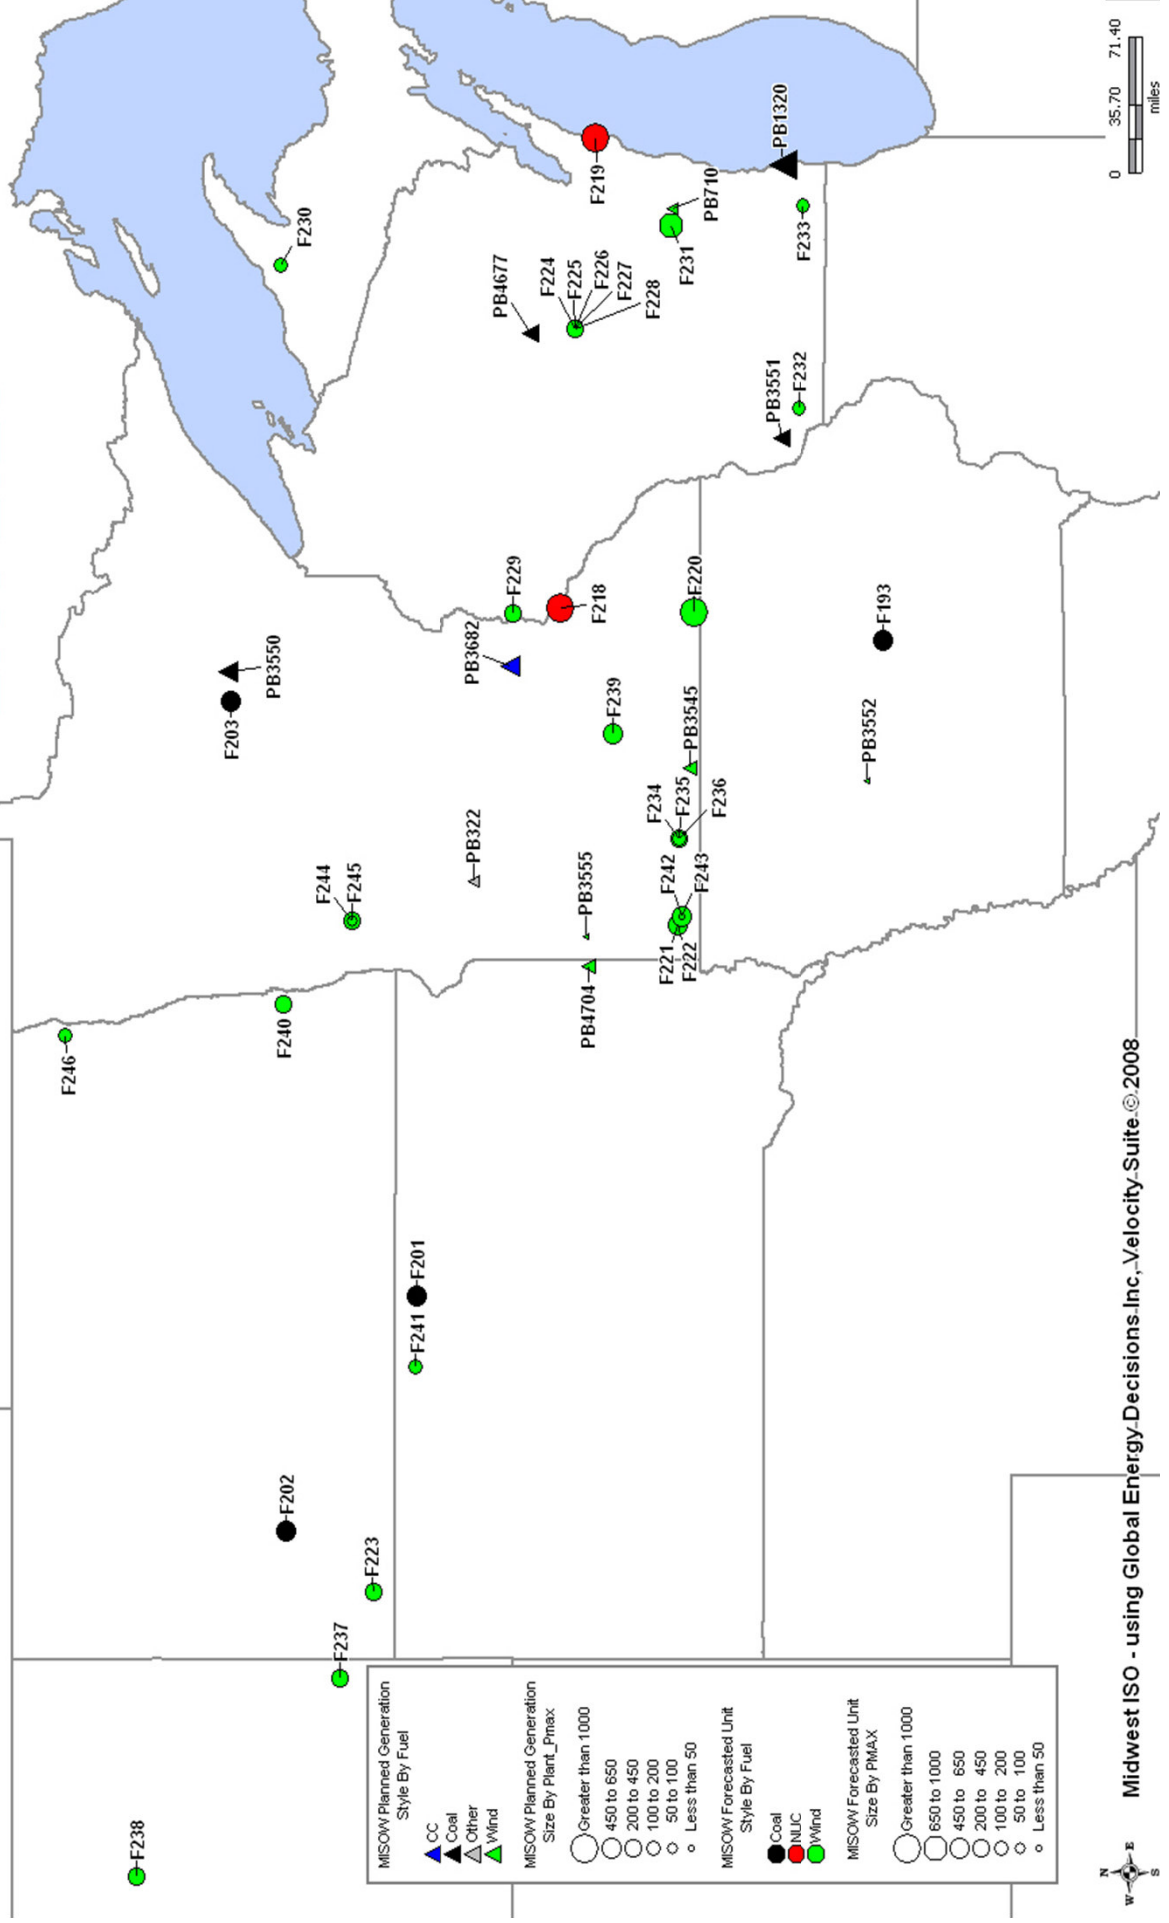 F238
F237
F223
F202
F241
F201
F246
F240
F244
F245
PB322
PB4704
PB3555
F221
F222
F242
F243
F234
F235
F236
PB3545
F239
F203
PB3550
PB3682
F229
F218
F220
PB3552
F193
PB3551
F232
PB4677
F224
F225
F226
F227
F228
F230
F219
F231
PB710
F233
PB1320
MISOW Planned Generation
Style By Fuel
CC
Coal
Other
Wind
MISOW Planned Generation
Size By Plant_Pmax
Greater than 1000
450 to 650
200 to 450
100 to 200
50 to 100
Less than 50
MISOW Forecasted Unit
Style By Fuel
Coal
NUC
Wind
MISOW Forecasted Unit
Size By PMAX
Greater than 1000
650 to 1000
450 to 650
200 to 450
100 to 200
50 to 100
Less than 50
N
W E
S
Midwest ISO - using Global Energy Decisions Inc, Velocity Suite © 2008
0 35.70 71.40
miles